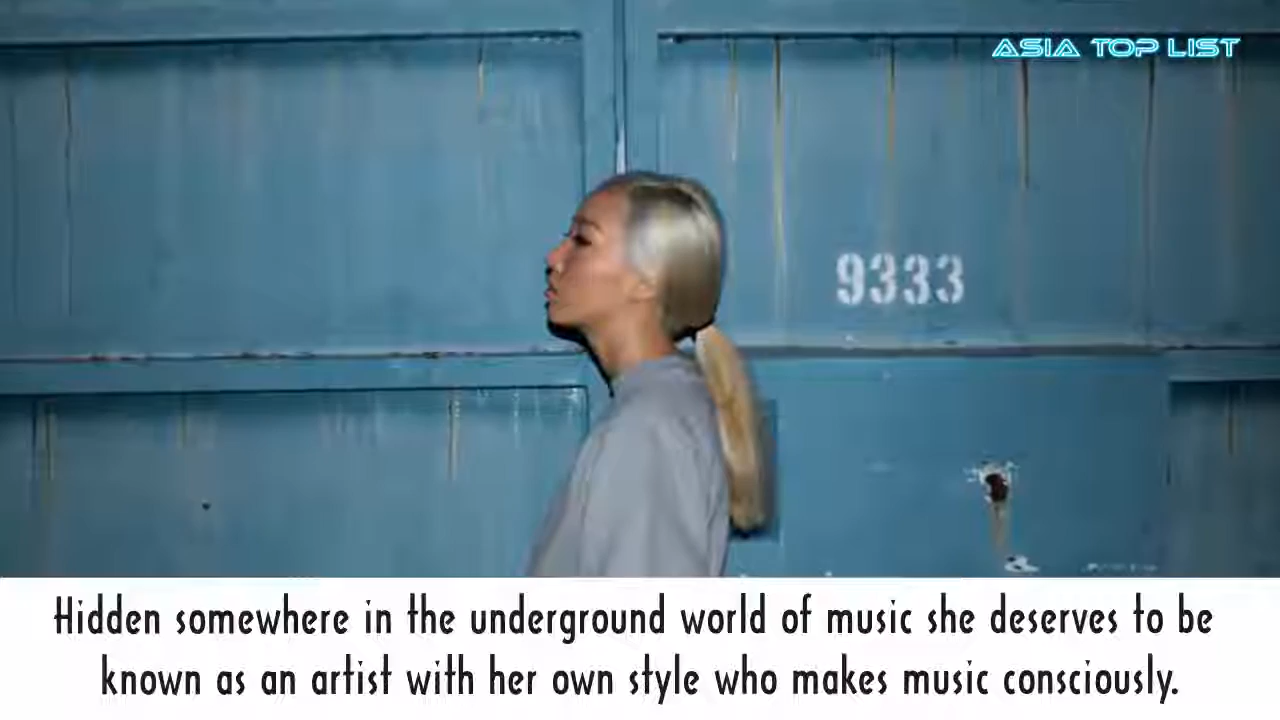 ASIA TOP LIST
9333
Hidden somewhere in the underground world of music she deserves to be
known as an artist with her own style who makes music consciously.